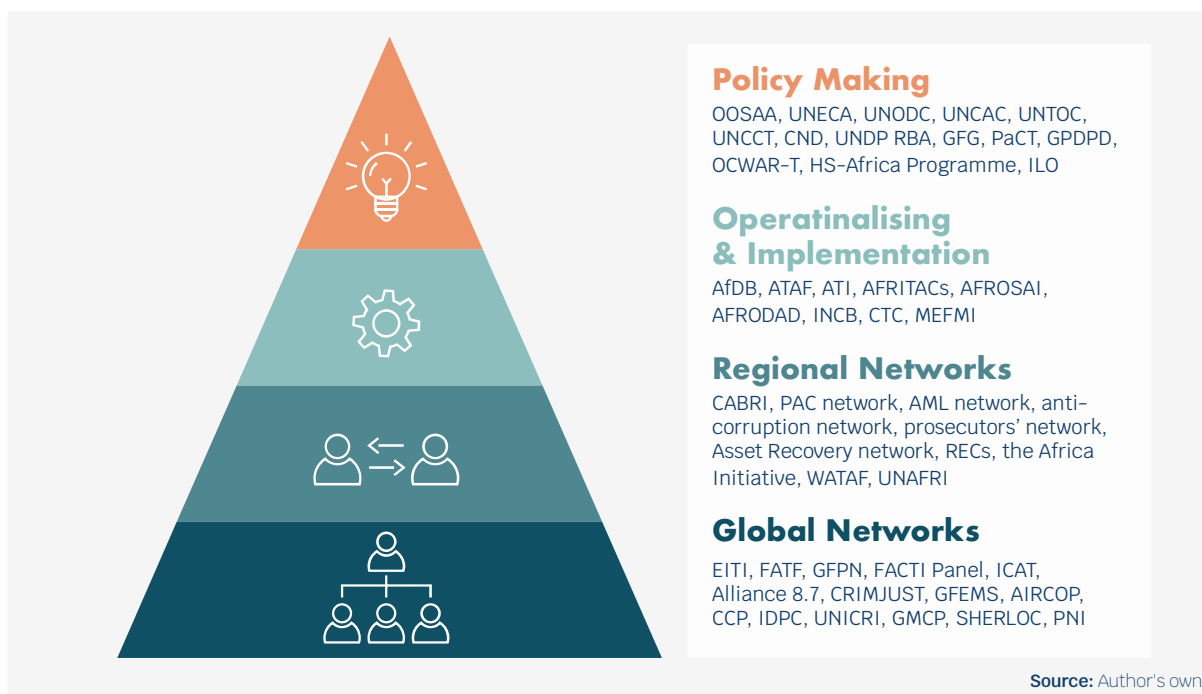 Policy Making
OOSAA, UNECA, UNODC, UNCAC, UNTOC,
UNCCT, CND, UNDP RBA, GFG, PaCT, GPDPD,
OCWAR-T, HS-Africa Programme, ILO
Operatinalising
& Implementation
AfDB, ATAF, ATI, AFRITACs, AFROSAI,
AFRODAD, INCB, CTC, MEFMI
Regional Networks
CABRI, PAC network, AML network, anti-
corruption network, prosecutors’ network,
Asset Recovery network, RECs, the Africa
Initiative, WATAF, UNAFRI
Global Networks
EITI, FATF, GFPN, FACTI Panel, ICAT,
Alliance 8.7, CRIMJUST, GFEMS, AIRCOP,
CCP, IDPC, UNICRI, GMCP, SHERLOC, PNI
Source: Author's own